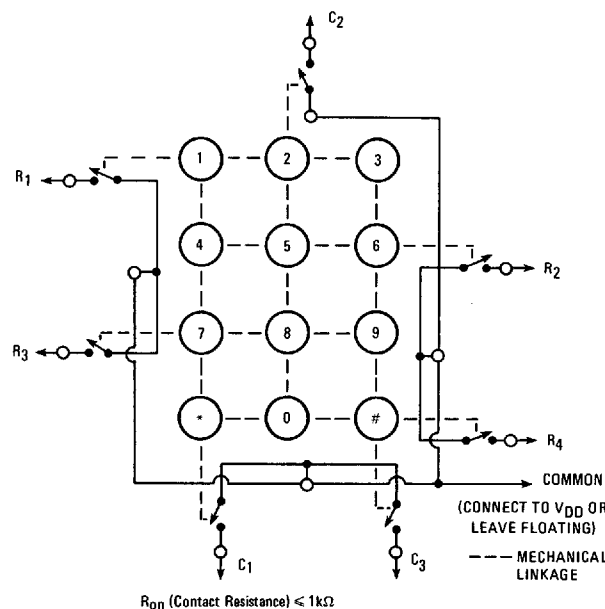 C2
1 2 3
R1
4 5 6
R2
7 8 9
R3
* 0 #
R4
COMMON
(CONNECT TO VDD OR
LEAVE FLOATING)
C1 C3
--- MECHANICAL
LINKAGE
Ron (Contact Resistance) ⩽ 1kΩ